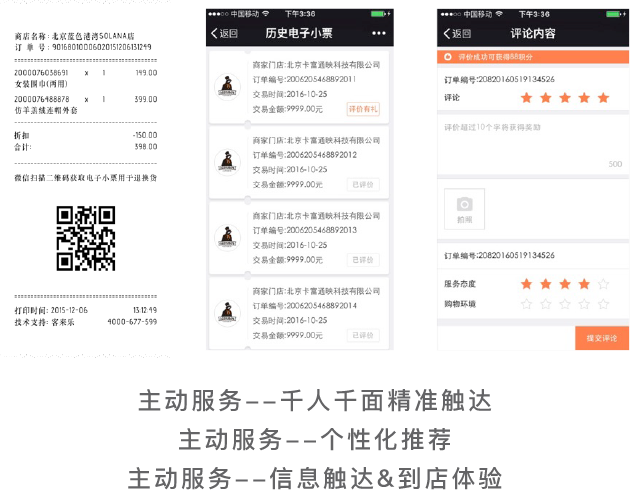 商店名称: 北京蓝色港湾SOLANA店
订 单 号: 90168010006020151206131249
2000076038691 x 1 149.00
女装围巾(两用)
2000076488878 x 1 399.00
仿羊羔绒连帽外套
折扣 -150.00
合计: 398.00
微信扫描二维码获取电子小票用于退换货
打印时间: 2015-12-06 13:12:49
技术支持: 客来乐 4000-677-599
中国移动 下午3:36
返回 历史电子小票 •••
商家门店:北京卡富通映科技有限公司
订单编号:2006205468892011
交易时间:2016-10-25
交易金额:9999.00元 评价有礼
商家门店:北京卡富通映科技有限公司
订单编号:2006205468892012
交易时间:2016-10-25
交易金额:9999.00元 已评价
商家门店:北京卡富通映科技有限公司
订单编号:2006205468892013
交易时间:2016-10-25
交易金额:9999.00元 已评价
商家门店:北京卡富通映科技有限公司
订单编号:2006205468892014
交易时间:2016-10-25
交易金额:9999.00元 已评价
中国移动 下午3:36
返回 评论内容
评价成功可获得88积分
订单编号:20820160519134526
评论
评价超过10个字将获得奖励
500
拍照
订单编号:20820160519134526
服务态度
购物环境
提交评论
主动服务--千人千面精准触达
主动服务--个性化推荐
主动服务--信息触达&到店体验